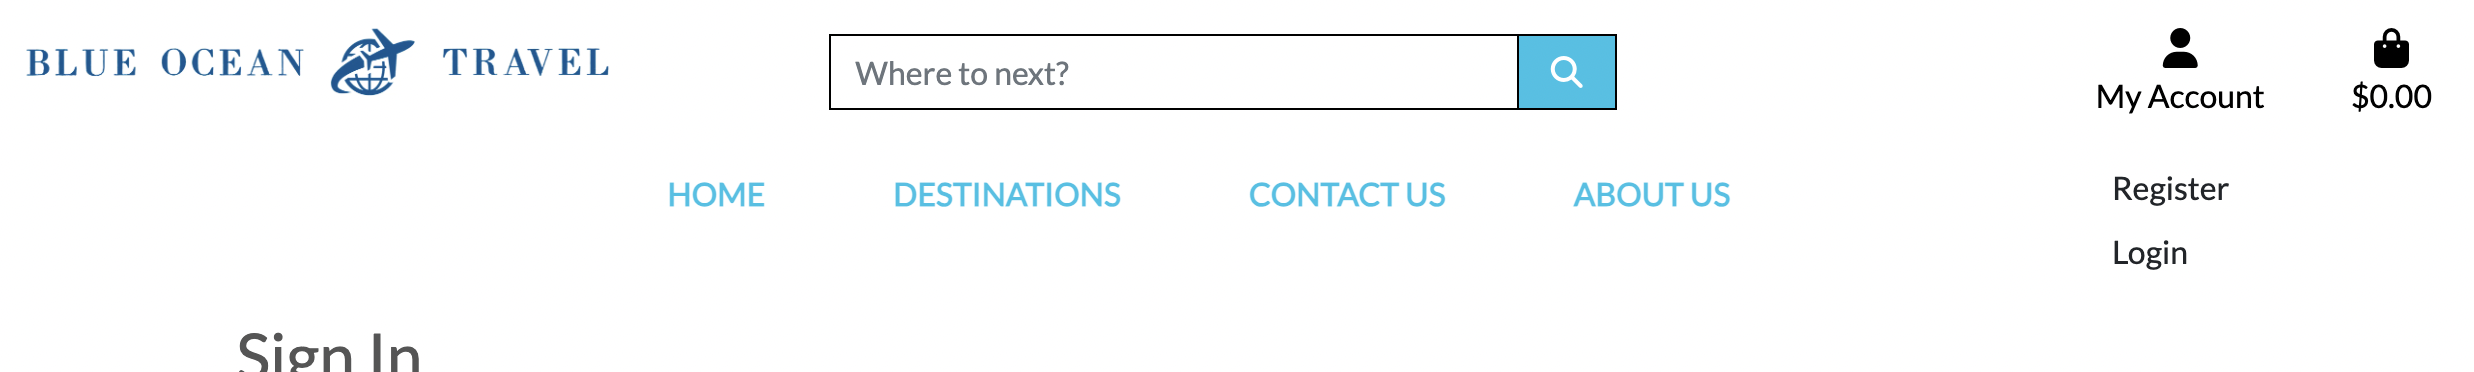 BLUE OCEAN TRAVEL
Where to next?
My Account
$0.00
HOME
DESTINATIONS
CONTACT US
ABOUT US
Register
Login
Sign In